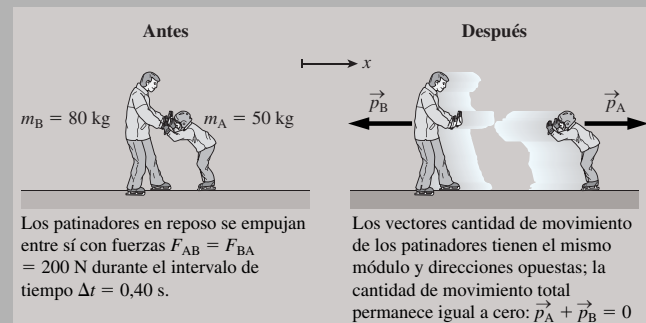 Antes
x
m_B = 80 kg
m_A = 50 kg
Los patinadores en reposo se empujan
entre sí con fuerzas F_AB = F_BA
= 200 N durante el intervalo de
tiempo Δt = 0,40 s.
Después
p⃗_B
p⃗_A
Los vectores cantidad de movimiento
de los patinadores tienen el mismo
módulo y direcciones opuestas; la
cantidad de movimiento total
permanece igual a cero: p⃗_A + p⃗_B = 0